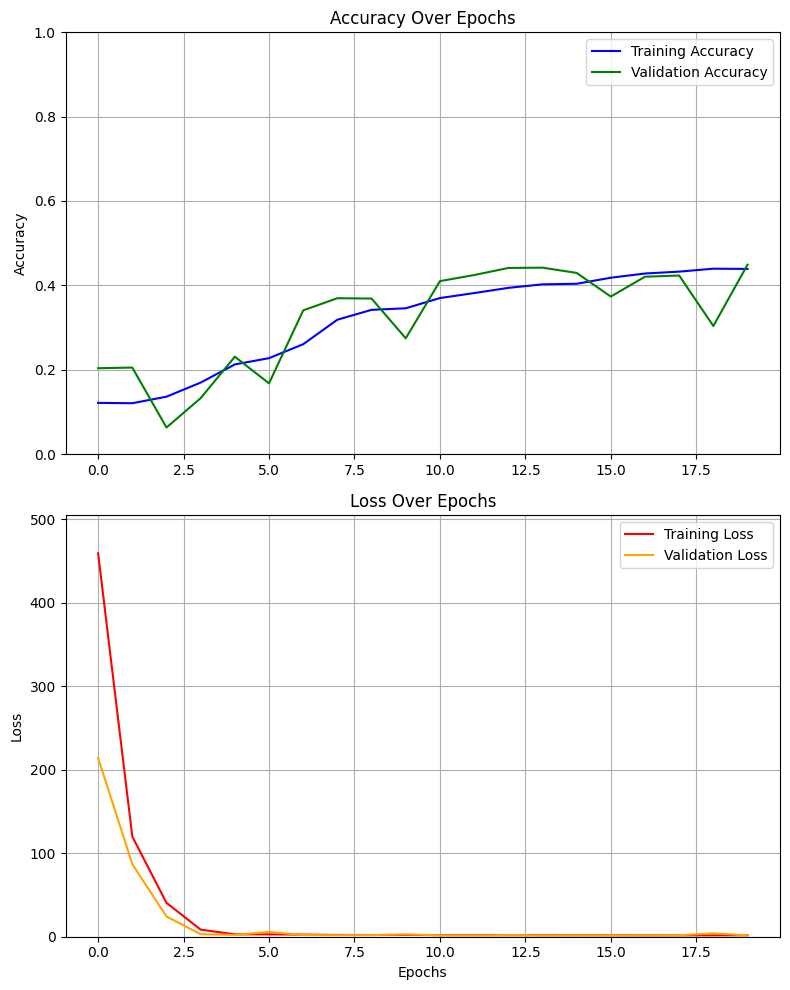 Accuracy Over Epochs
1.0
0.8
0.6
0.4
0.2
0.0
Accuracy
Training Accuracy
Validation Accuracy
0.0 2.5 5.0 7.5 10.0 12.5 15.0 17.5
Loss Over Epochs
500
400
300
200
100
0
Loss
Training Loss
Validation Loss
0.0 2.5 5.0 7.5 10.0 12.5 15.0 17.5
Epochs